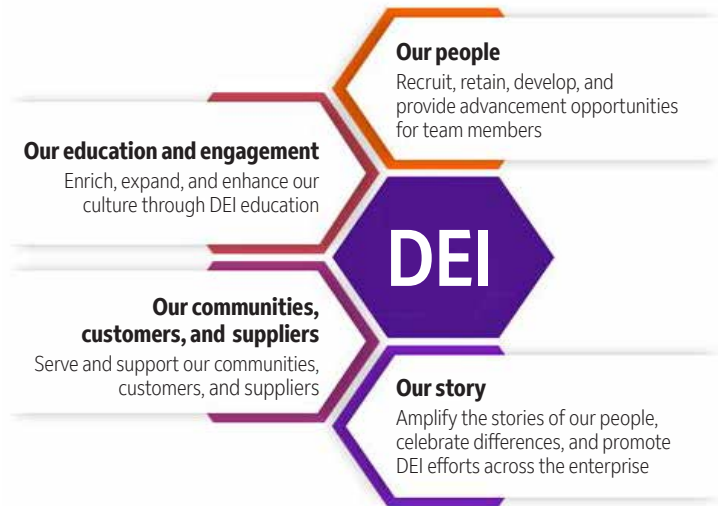 Our people
Recruit, retain, develop, and
provide advancement opportunities
for team members
Our education and engagement
Enrich, expand, and enhance our
culture through DEI education
DEI
Our communities,
customers, and suppliers
Serve and support our communities,
customers, and suppliers
Our story
Amplify the stories of our people,
celebrate differences, and promote
DEI efforts across the enterprise